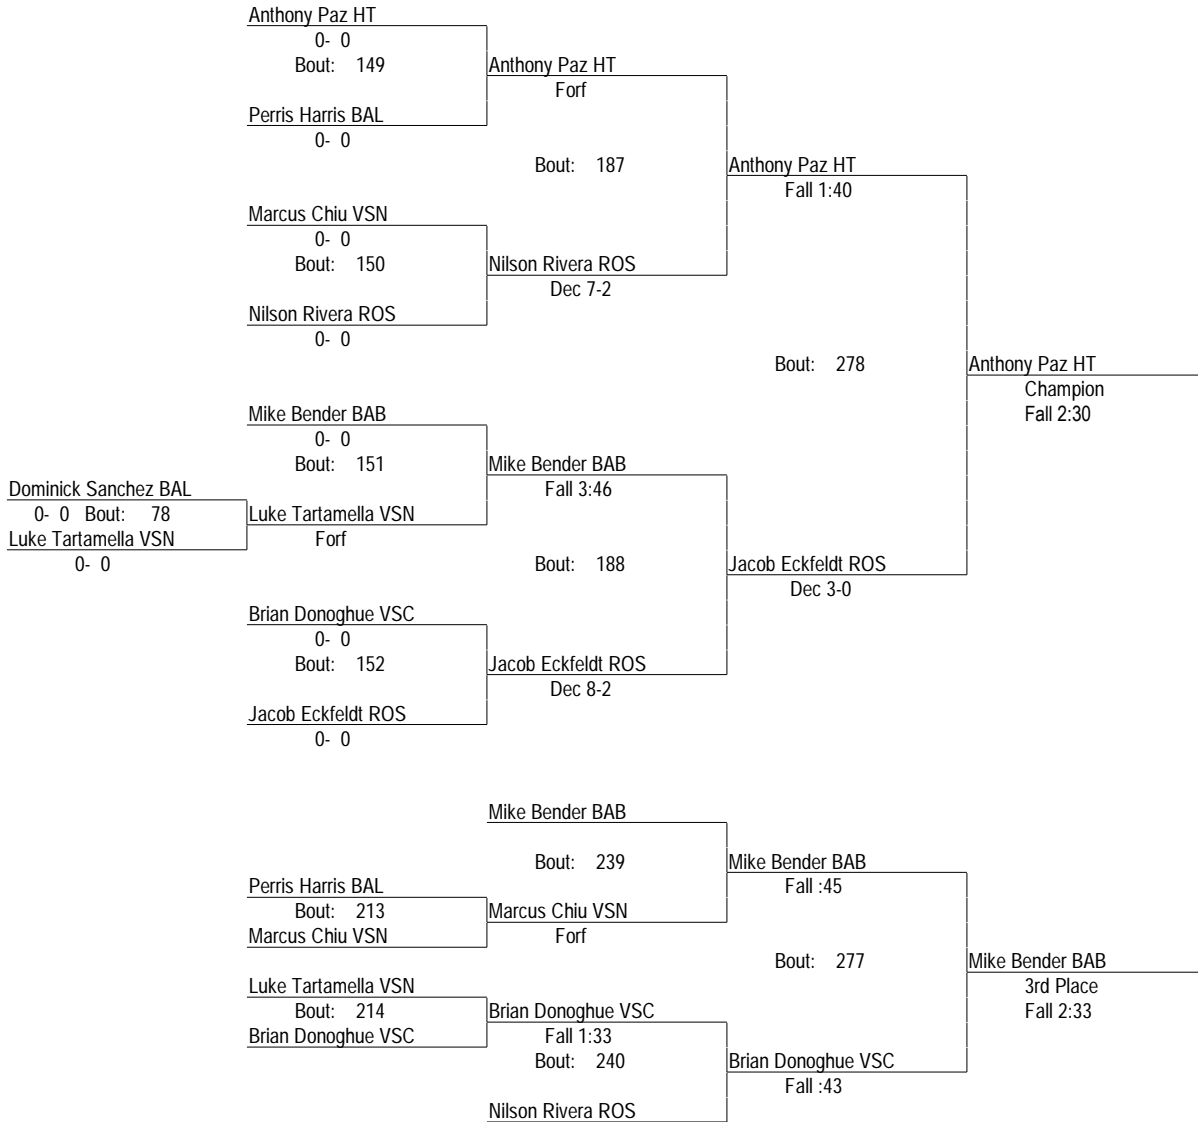 Anthony Paz HT
0- 0
Bout: 149
Anthony Paz HT
Forf
Perris Harris BAL
0- 0
Bout: 187
Anthony Paz HT
Fall 1:40
Marcus Chiu VSN
0- 0
Bout: 150
Nilson Rivera ROS
Dec 7-2
Nilson Rivera ROS
0- 0
Bout: 278
Anthony Paz HT
Champion
Fall 2:30
Mike Bender BAB
0- 0
Bout: 151
Mike Bender BAB
Fall 3:46
Dominick Sanchez BAL
0- 0 Bout: 78
Luke Tartamella VSN
Forf
Luke Tartamella VSN
0- 0
Bout: 188
Jacob Eckfeldt ROS
Dec 3-0
Brian Donoghue VSC
0- 0
Bout: 152
Jacob Eckfeldt ROS
Dec 8-2
Jacob Eckfeldt ROS
0- 0
Mike Bender BAB
Bout: 239
Mike Bender BAB
Fall :45
Perris Harris BAL
Bout: 213
Marcus Chiu VSN
Forf
Marcus Chiu VSN
Bout: 277
Mike Bender BAB
3rd Place
Fall 2:33
Luke Tartamella VSN
Bout: 214
Brian Donoghue VSC
Fall 1:33
Brian Donoghue VSC
Bout: 240
Brian Donoghue VSC
Fall :43
Nilson Rivera ROS